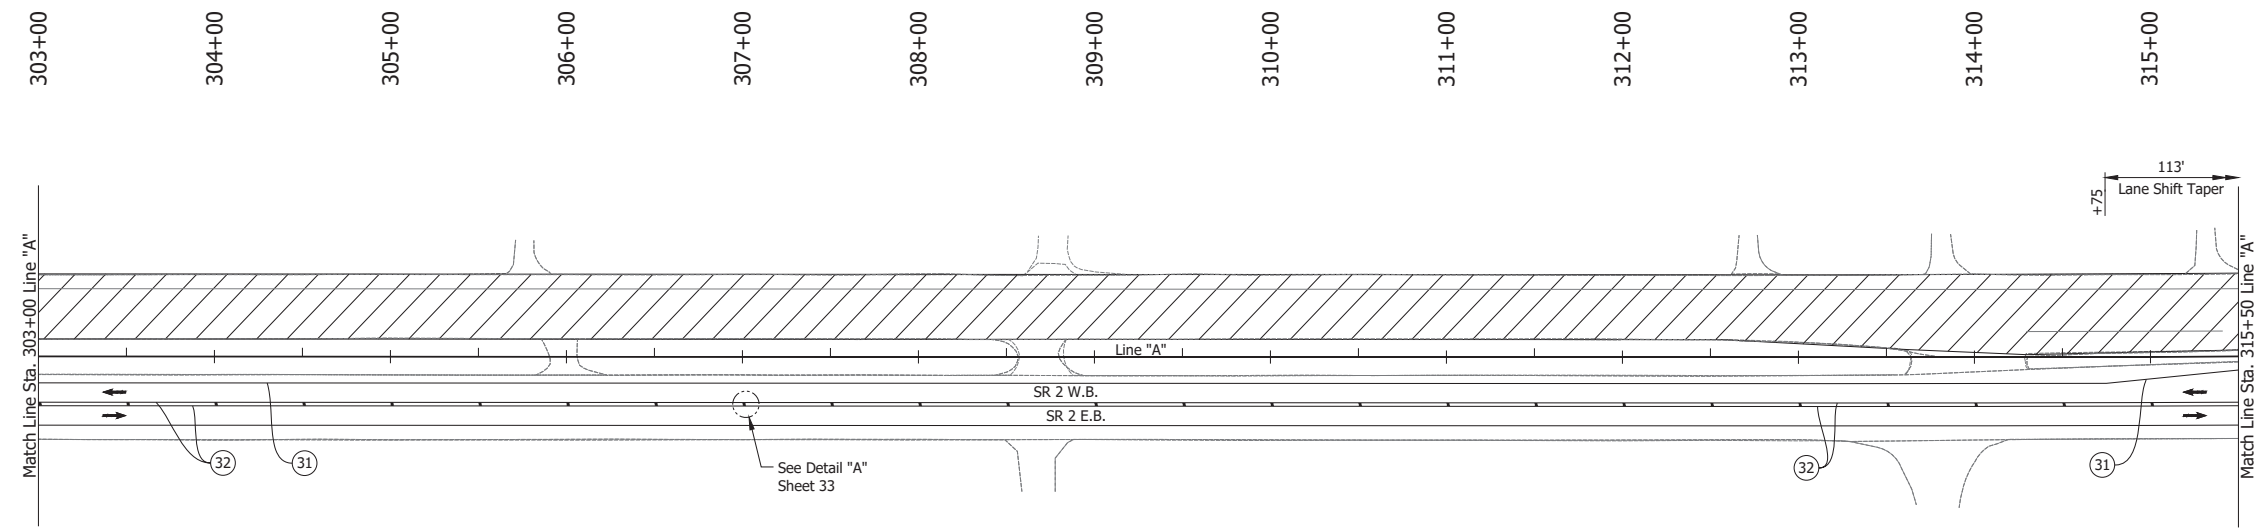 303+00
304+00
305+00
306+00
307+00
308+00
309+00
310+00
311+00
312+00
313+00
314+00
315+00
113'
Lane Shift Taper
+75
Match Line Sta. 303+00 Line "A"
Match Line Sta. 315+50 Line "A"
Line "A"
SR 2 W.B.
SR 2 E.B.
32
31
See Detail "A"
Sheet 33
32
31